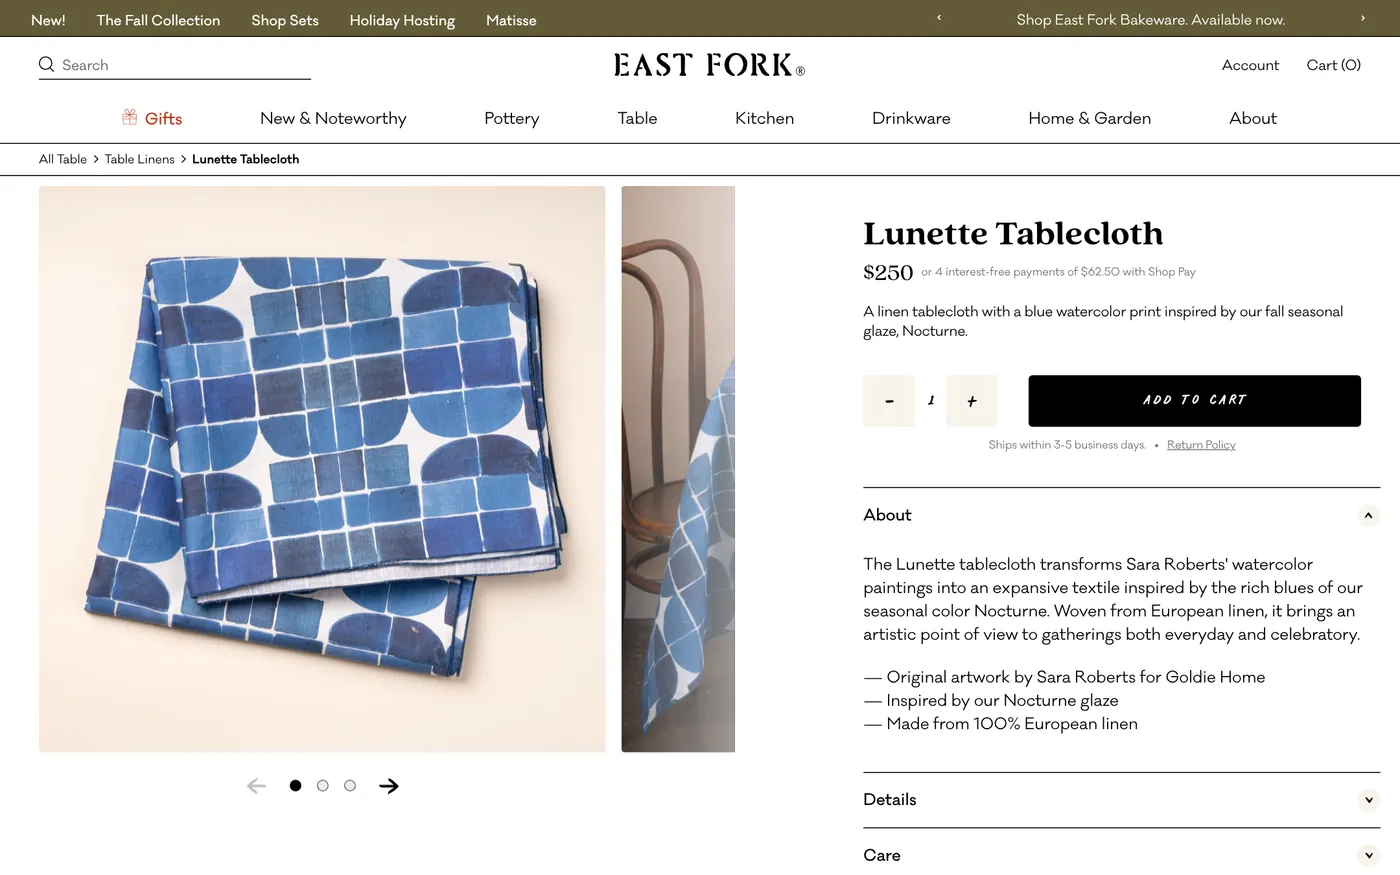 New! The Fall Collection Shop Sets Holiday Hosting Matisse
Shop East Fork Bakeware. Available now.
Search
EAST FORK®
Account Cart (0)
Gifts New & Noteworthy Pottery Table Kitchen Drinkware Home & Garden About
All Table > Table Linens > Lunette Tablecloth
Lunette Tablecloth
$250 or 4 interest-free payments of $62.50 with Shop Pay
A linen tablecloth with a blue watercolor print inspired by our fall seasonal
glaze, Nocturne.
- 1 + ADD TO CART
Ships within 3-5 business days. • Return Policy
About
The Lunette tablecloth transforms Sara Roberts' watercolor
paintings into an expansive textile inspired by the rich blues of our
seasonal color Nocturne. Woven from European linen, it brings an
artistic point of view to gatherings both everyday and celebratory.
— Original artwork by Sara Roberts for Goldie Home
— Inspired by our Nocturne glaze
— Made from 100% European linen
Details
Care